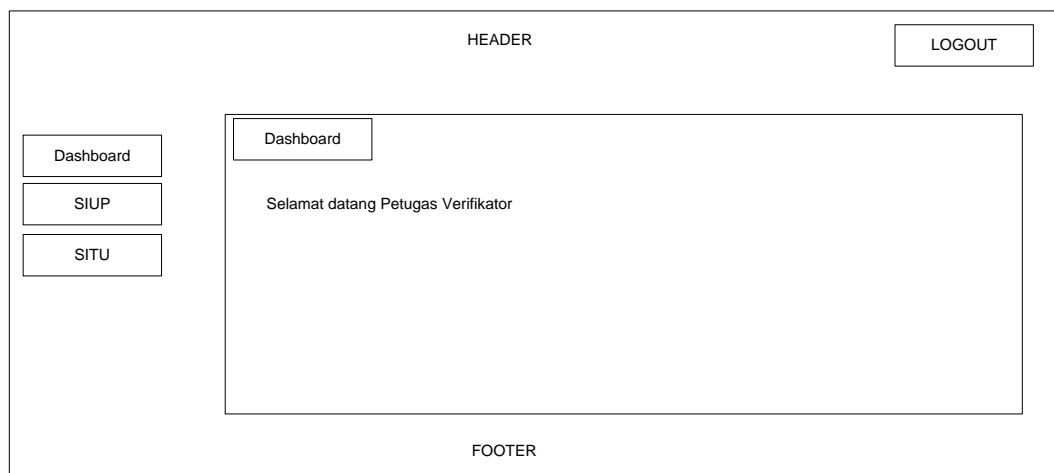 HEADER
LOGOUT
Dashboard
SIUP
SITU
Dashboard
Selamat datang Petugas Verifikator
FOOTER